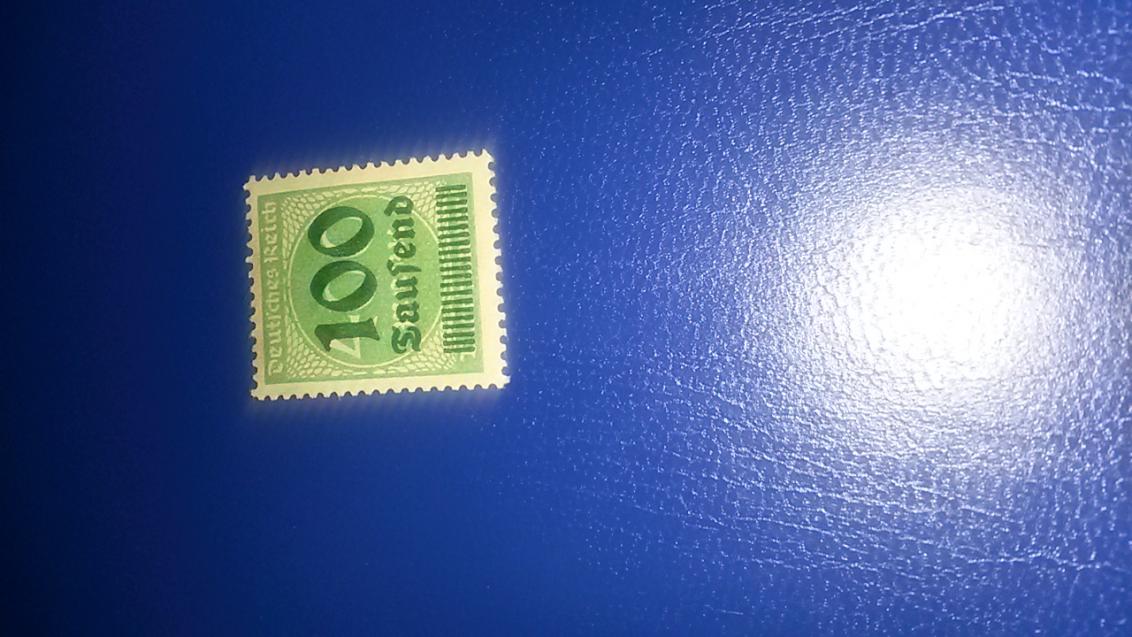 Deutsches Reich
100
Tausend